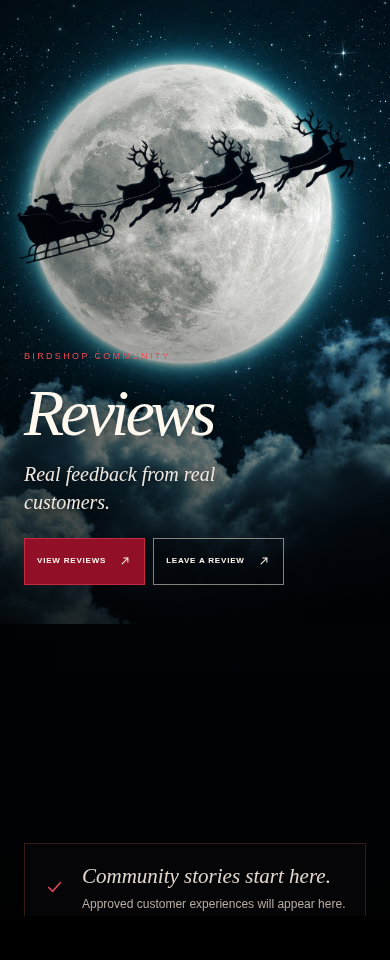 BIRDSHOP COMMUNITY
Reviews
Real feedback from real
customers.
VIEW REVIEWS
LEAVE A REVIEW
Community stories start here.
Approved customer experiences will appear here.